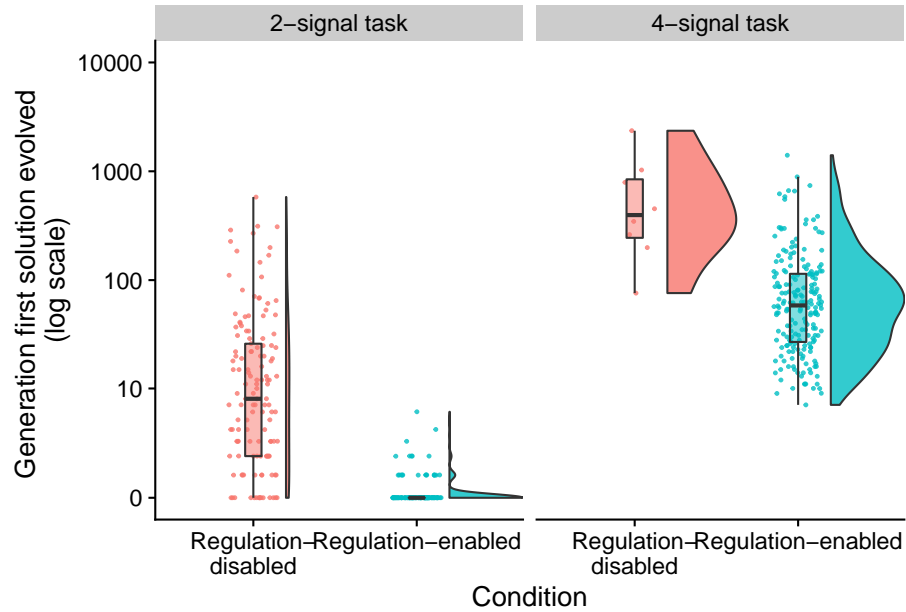 2−signal task
4−signal task
Generation first solution evolved
(log scale)
10000
1000
100
10
0
Regulation−
disabled
Regulation−enabled
Regulation−
disabled
Regulation−enabled
Condition